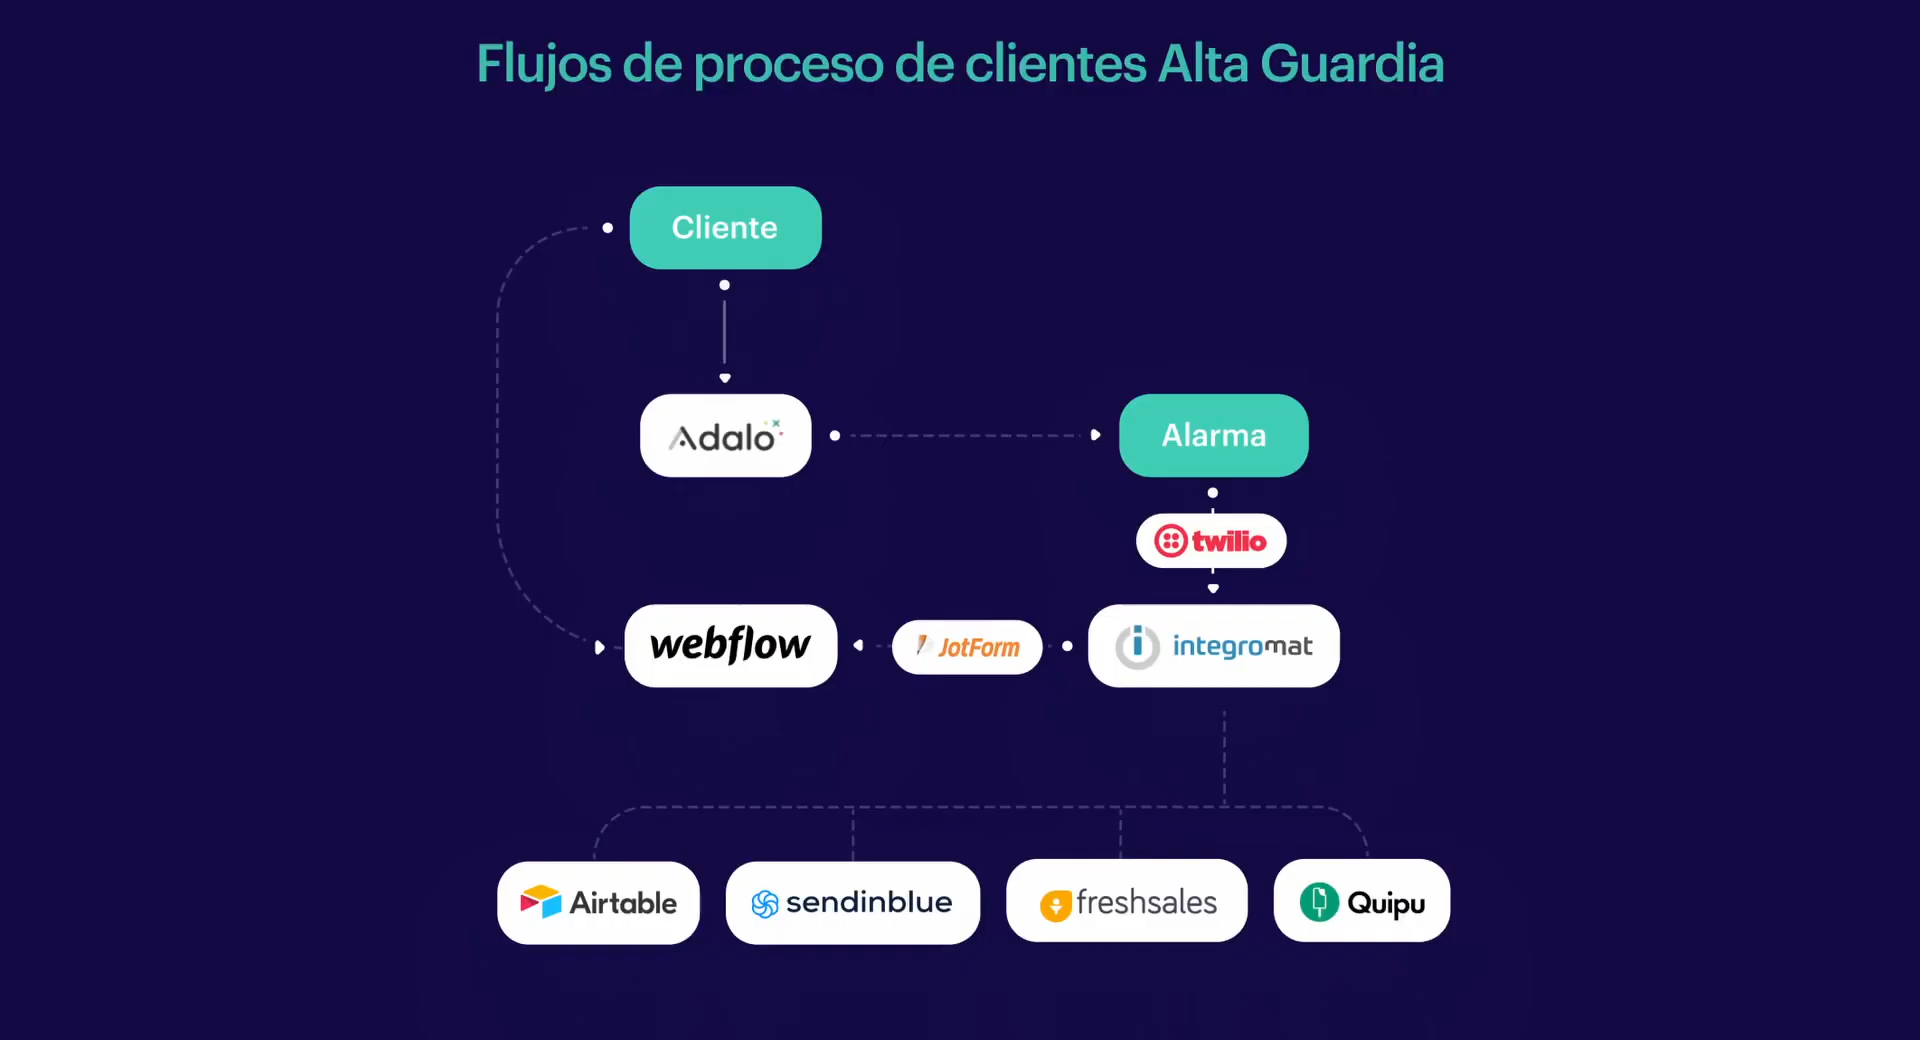 Flujos de proceso de clientes Alta Guardia
Cliente
Adalo
Alarma
twilio
webflow
JotForm
integromat
Airtable
sendinblue
freshsales
Quipu